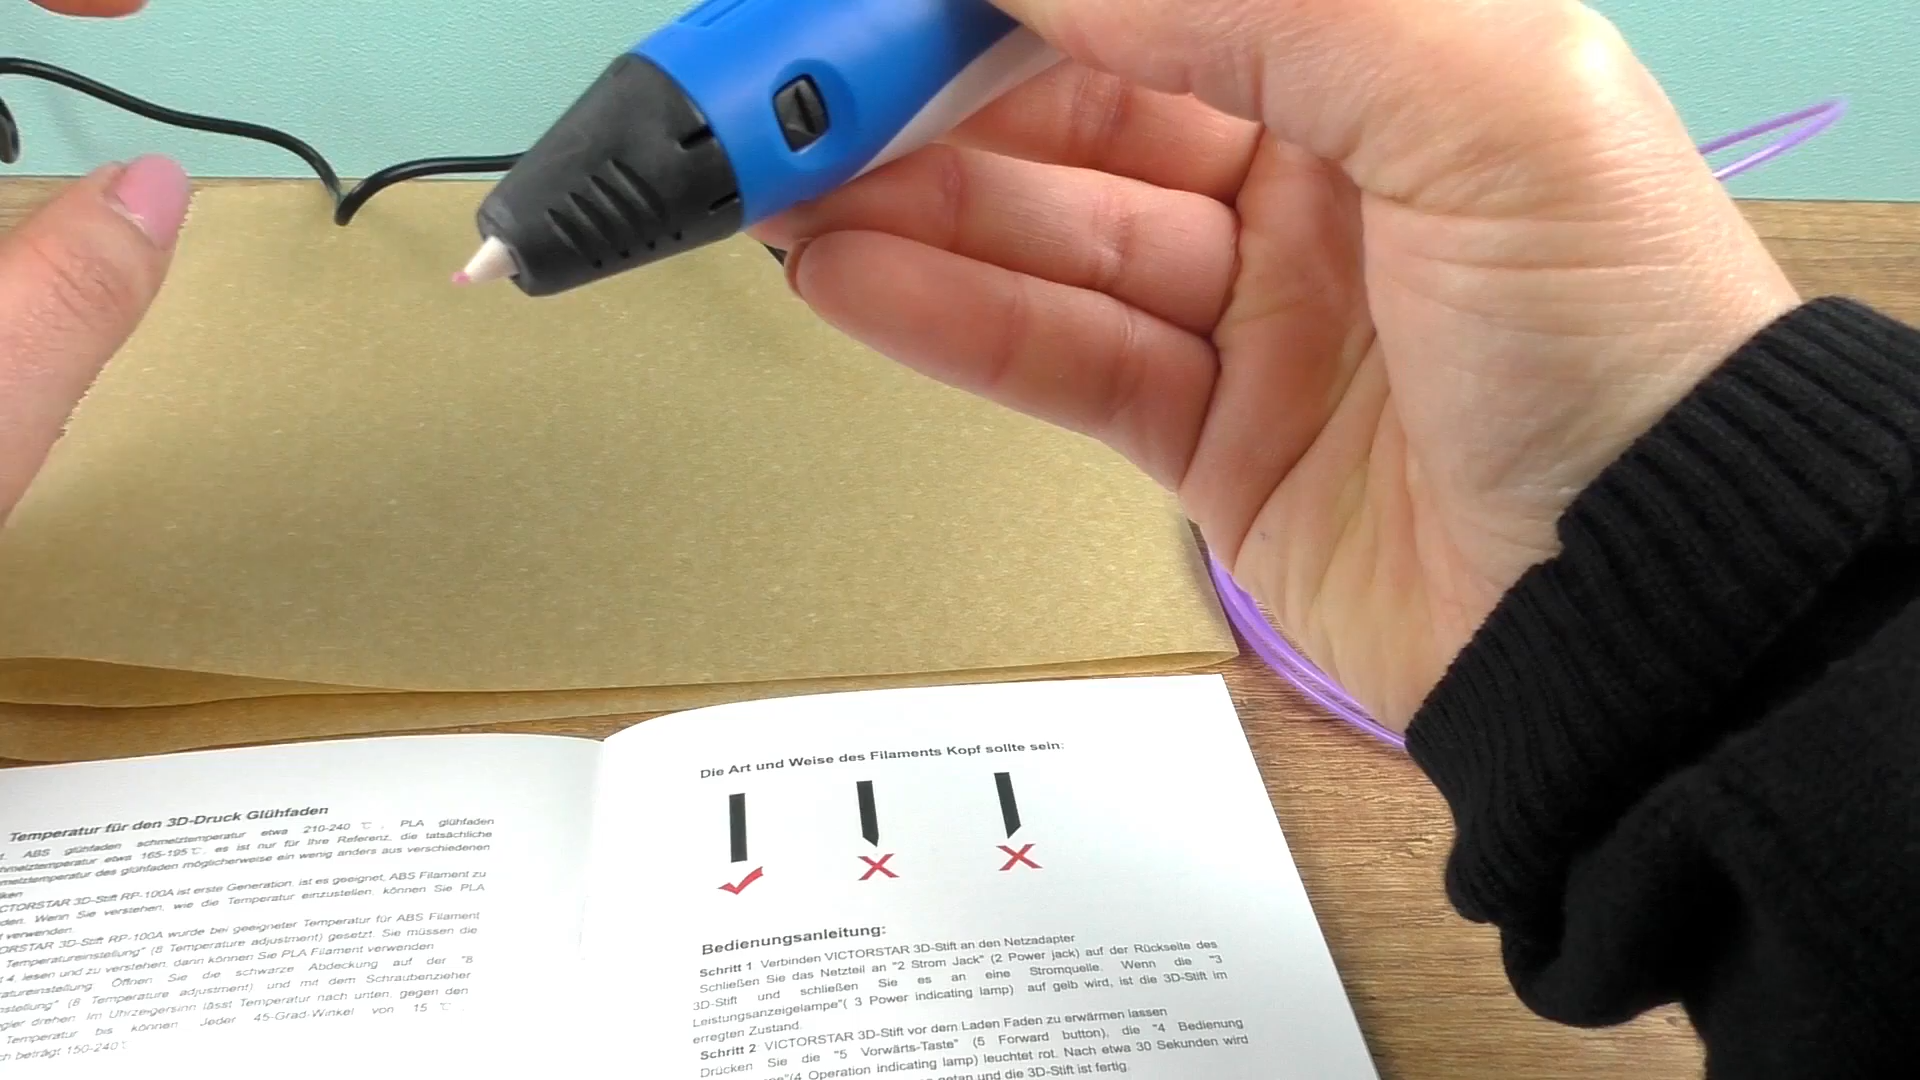 Temperatur für den 3D-Druck Glühfaden
ABS glühfaden schmelztemperatur etwa 210-240 ℃ , PLA glühfaden
etwa 165-195℃, es ist nur für Ihre Referenz, die tatsächliche
des glühfaden möglicherweise ein wenig anders aus verschiedenen
3D-Stift RP-100A ist erste Generation, ist es geeignet, ABS Filament zu
Wenn Sie verstehen, wie die Temperatur einzustellen, können Sie PLA
verwenden.
3D-Stift RP-100A wurde bei geeigneter Temperatur für ABS Filament
Temperatureinstellung" (8 Temperature adjustment) gesetzt. Sie müssen die
4, lesen und zu verstehen, dann können Sie PLA Filament verwenden
Öffnen Sie die schwarze Abdeckung auf der "8
(8 Temperature adjustment) und mit dem Schraubenzieher
drehen. Im Uhrzeigersinn lässt Temperatur nach unten, gegen den
Temperatur bis können. Jeder 45-Grad-Winkel von 15 ℃ .
beträgt 150-240℃
Die Art und Weise des Filaments Kopf sollte sein:
Bedienungsanleitung:
Schritt 1 Verbinden VICTORSTAR 3D-Stift an den Netzadapter
Schließen Sie das Netzteil an "2 Strom Jack" (2 Power jack) auf der Rückseite des
3D-Stift und schließen Sie es an eine Stromquelle. Wenn die "3
Leistungsanzeigelampe"( 3 Power indicating lamp) auf gelb wird, ist die 3D-Stift im
erregten Zustand.
Schritt 2: VICTORSTAR 3D-Stift vor dem Laden Faden zu erwärmen lassen
Drücken Sie die "5 Vorwärts-Taste" (5 Forward button), die "4 Bedienung
(4 Operation indicating lamp) leuchtet rot. Nach etwa 30 Sekunden wird
und die 3D-Stift ist fertig.